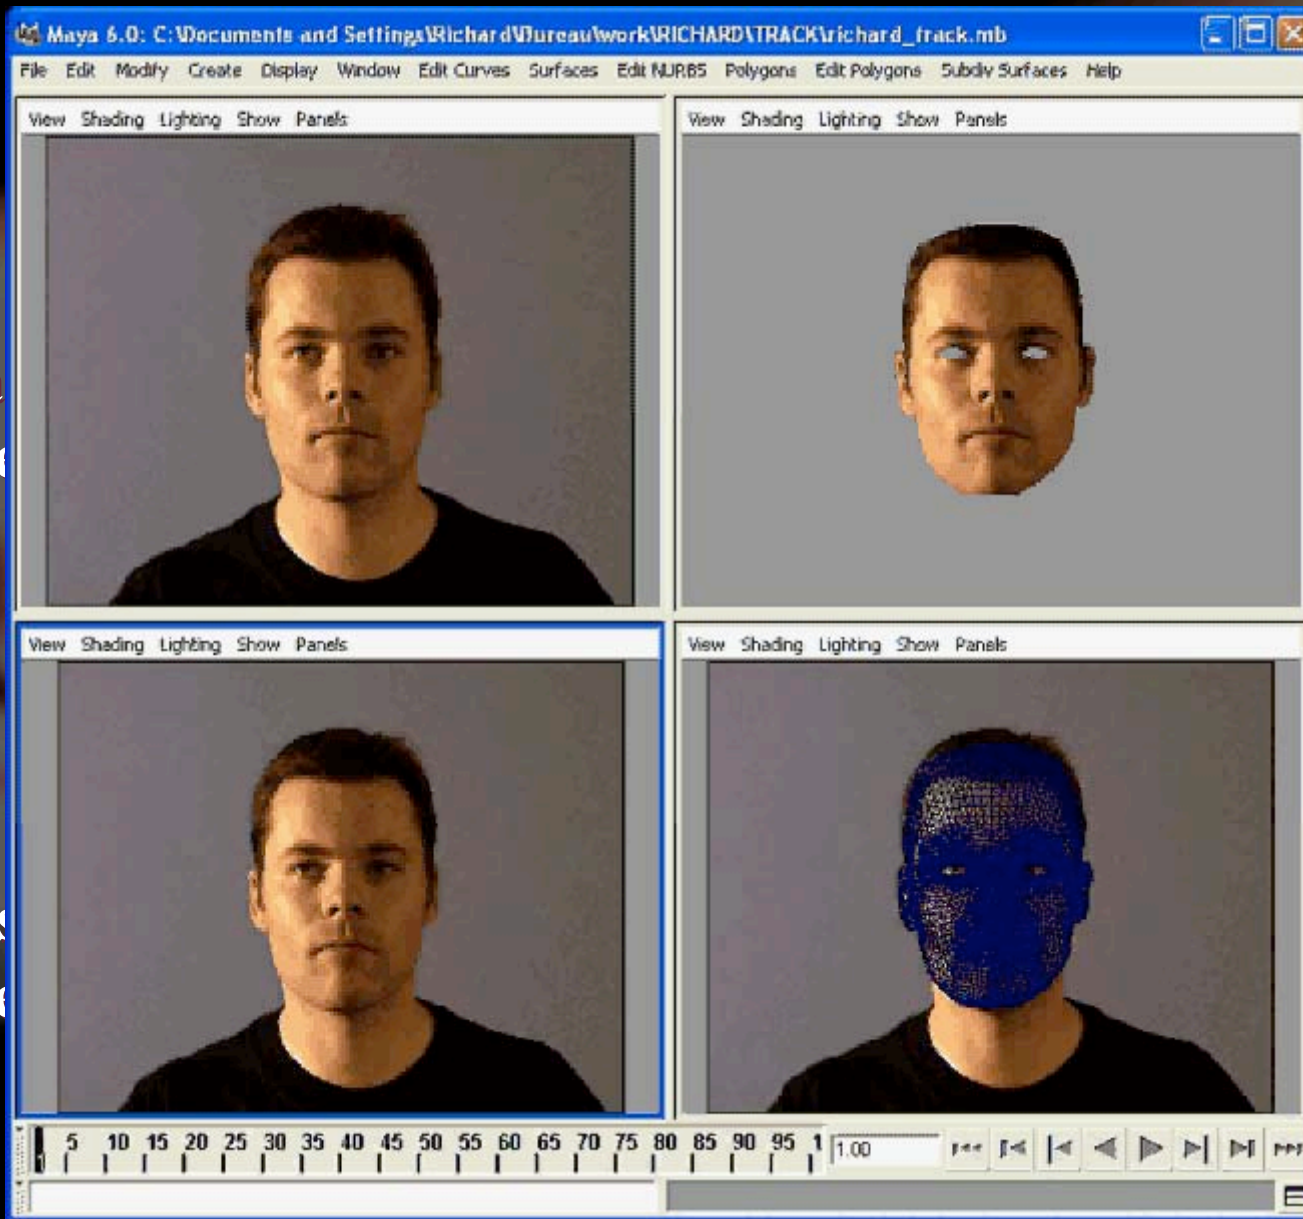 Maya 6.0: C:\Documents and Settings\Richard\Bureau\work\RICHARD\TRACK\richard_track.mb
File Edit Modify Create Display Window Edit Curves Surfaces Edit NURBS Polygons Edit Polygons Subdiv Surfaces Help
View Shading Lighting Show Panels
View Shading Lighting Show Panels
View Shading Lighting Show Panels
View Shading Lighting Show Panels
5 10 15 20 25 30 35 40 45 50 55 60 65 70 75 80 85 90 95 1
1.00